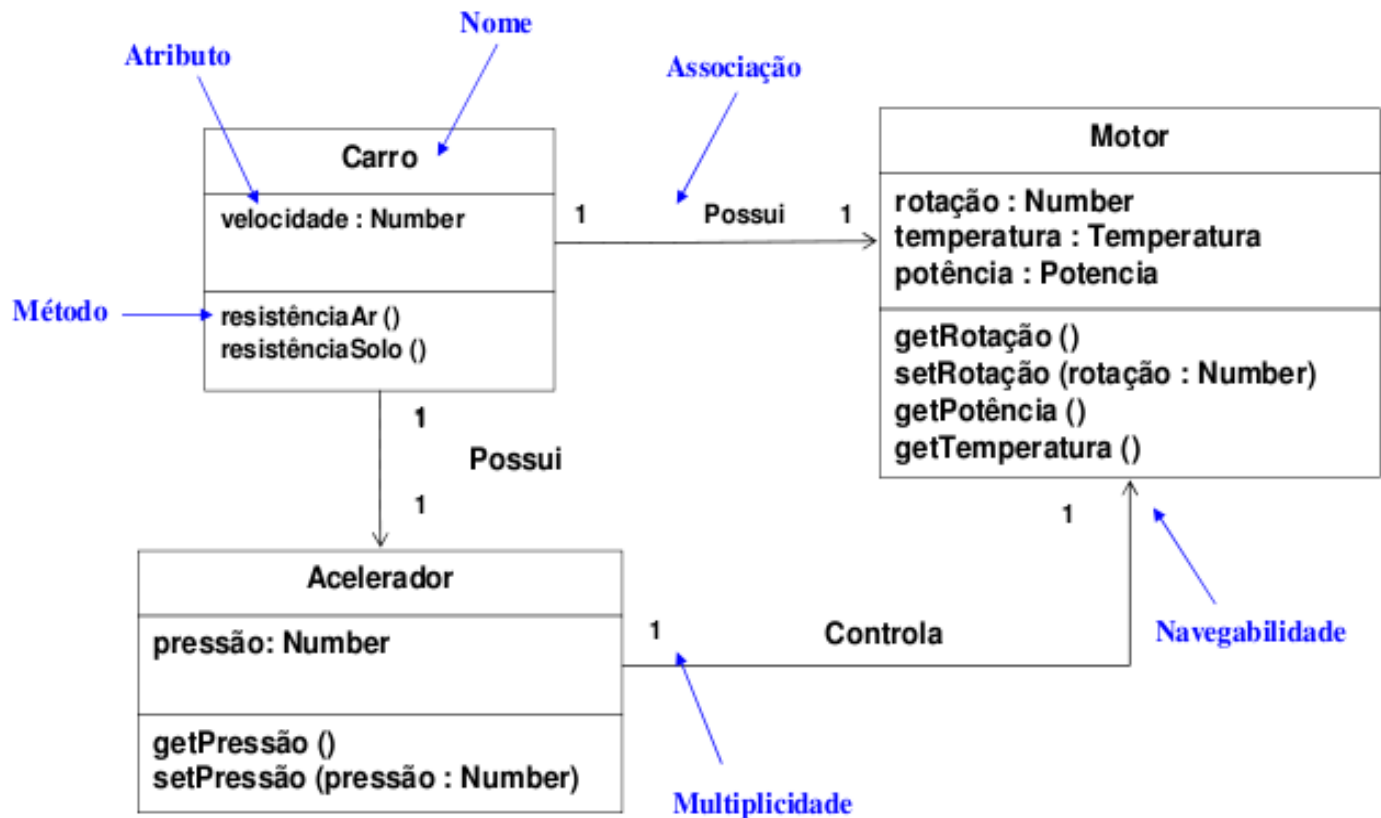 Nome
Atributo
Associação
Carro
velocidade : Number
Método
resistênciaAr ()
resistênciaSolo ()
1
Possui
1
Motor
rotação : Number
temperatura : Temperatura
potência : Potencia
getRotação ()
setRotação (rotação : Number)
getPotência ()
getTemperatura ()
1
Possui
1
1
Acelerador
pressão: Number
getPressão ()
setPressão (pressão : Number)
1
Controla
Navegabilidade
Multiplicidade